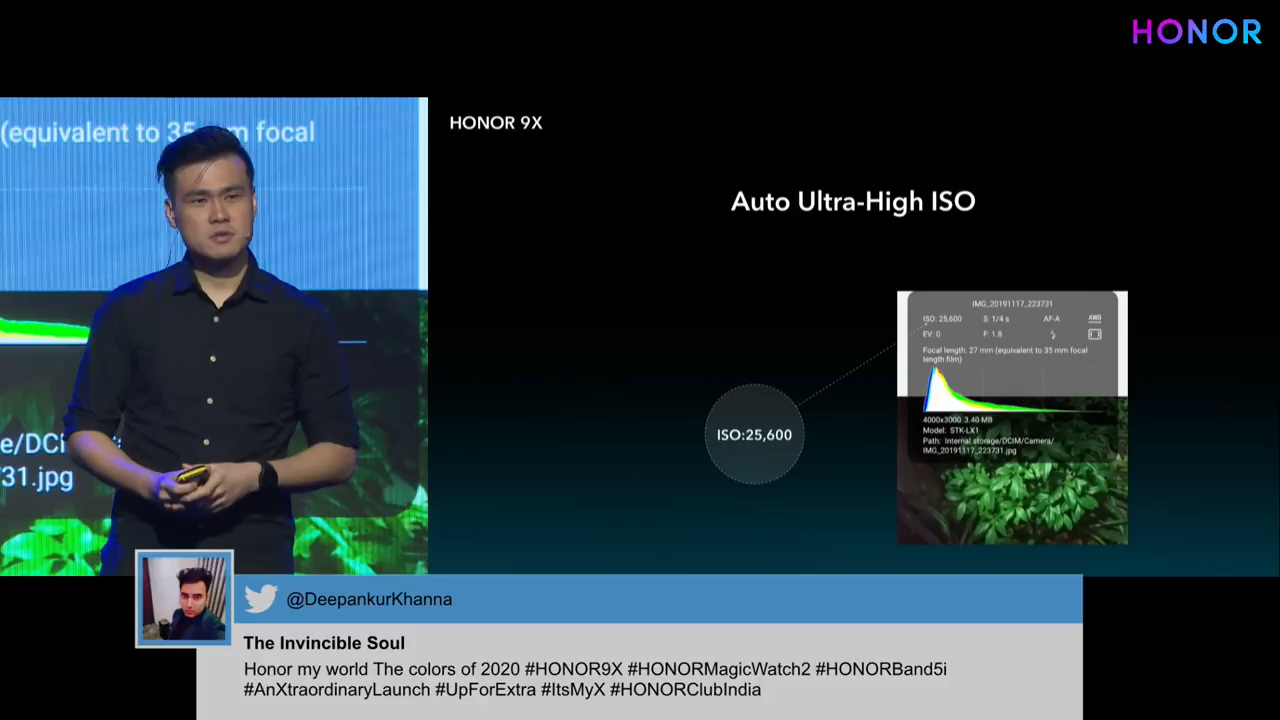 HONOR
(equivalent to 35 mm focal
e/DCI
31.jpg
HONOR 9X
Auto Ultra-High ISO
ISO:25,600
IMG_20191117_223731
ISO: 25,600 S: 1/4 s AF-A AWB
EV: 0 F: 1.8
Focal length: 27 mm (equivalent to 35 mm focal
length film)
4000x3000 3.40 MB
Model: STK-LX1
Path: Internal storage/DCIM/Camera/
IMG_20191117_223731.jpg
@DeepankurKhanna
The Invincible Soul
Honor my world The colors of 2020 #HONOR9X #HONORMagicWatch2 #HONORBand5i
#AnXtraordinaryLaunch #UpForExtra #ItsMyX #HONORClubIndia